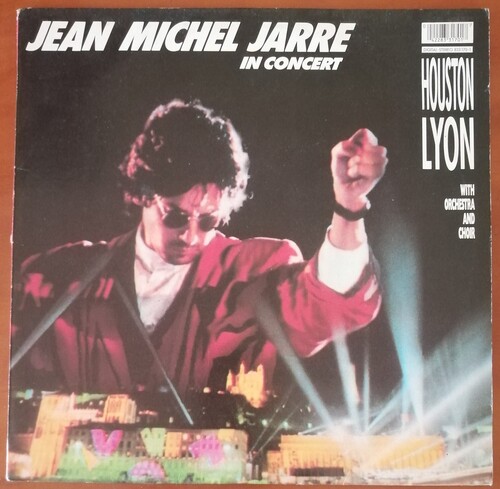 JEAN MICHEL JARRE
IN CONCERT
HOUSTON
LYON
WITH
ORCHESTRA
AND
CHOIR